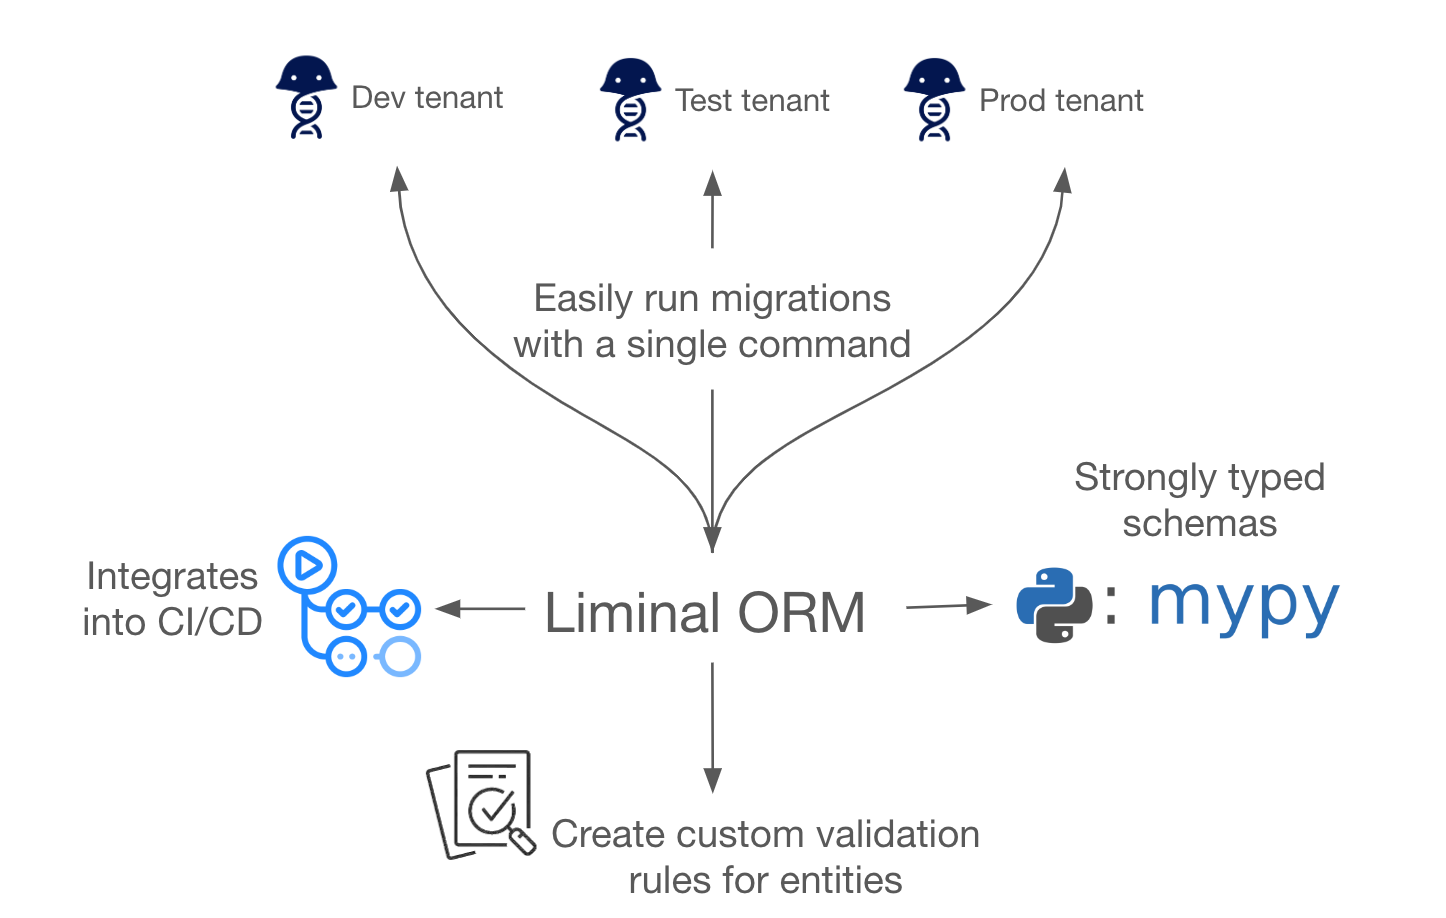 Dev tenant
Test tenant
Prod tenant
Easily run migrations
with a single command
Strongly typed
schemas
Integrates
into CI/CD
Liminal ORM
: mypy
Create custom validation
rules for entities